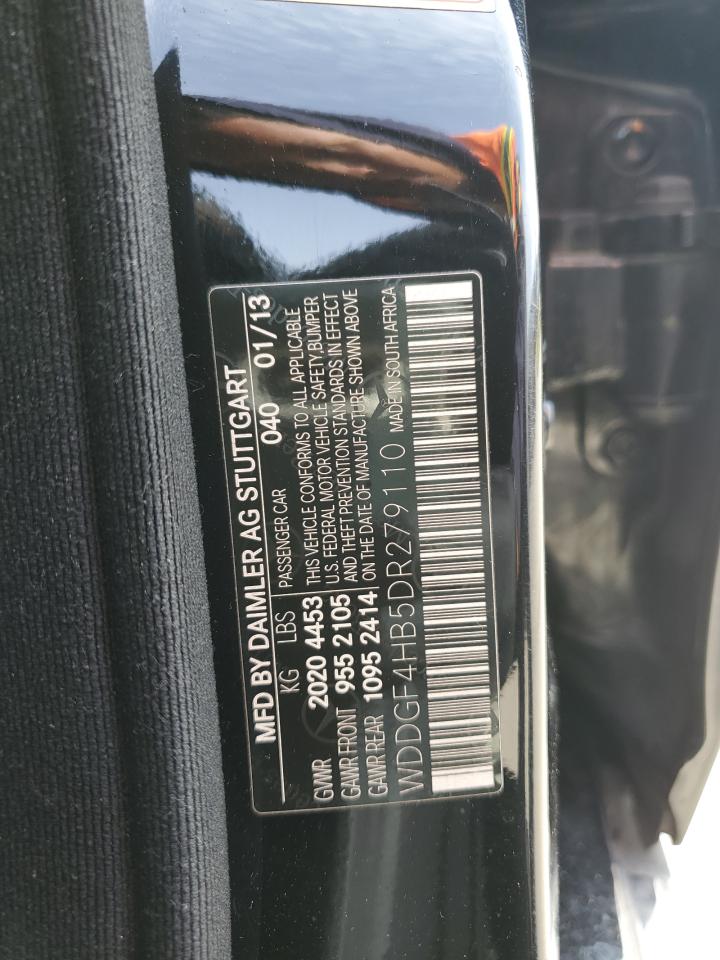 MFD BY DAIMLER AG STUTTGART
040 01/13
KG LBS PASSENGER CAR
GVWR 2020 4453
GAWR FRONT 955 2105
GAWR REAR 1095 2414
THIS VEHICLE CONFORMS TO ALL APPLICABLE
U.S. FEDERAL MOTOR VEHICLE SAFETY, BUMPER
AND THEFT PREVENTION STANDARDS IN EFFECT
ON THE DATE OF MANUFACTURE SHOWN ABOVE
WDDGF4HB5DR279110 MADE IN SOUTH AFRICA